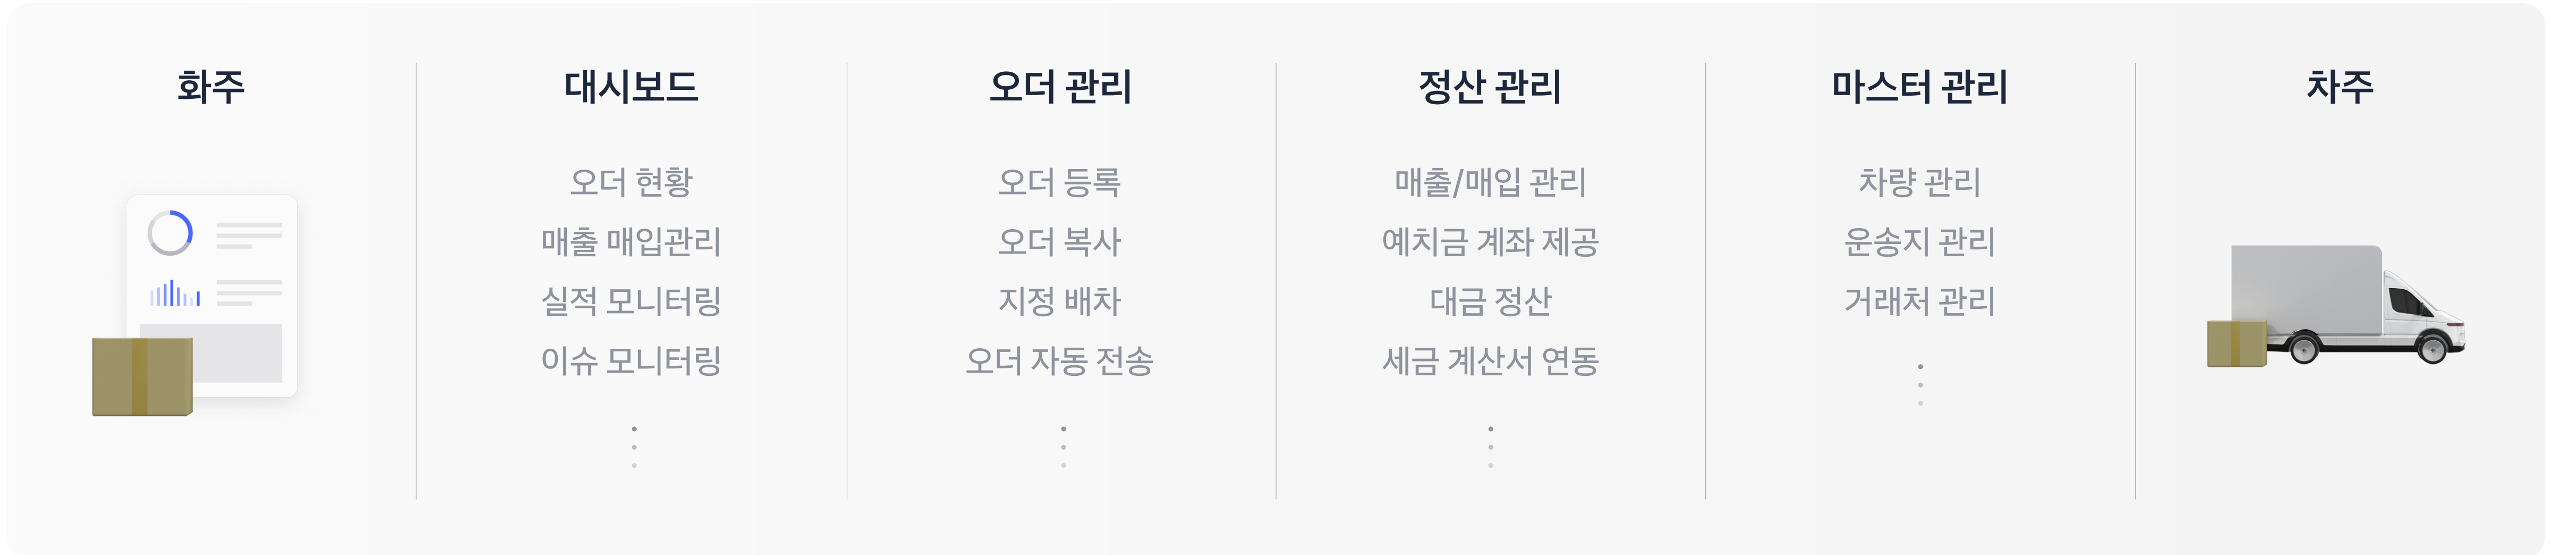 화주
대시보드
오더 현황
매출 매입관리
실적 모니터링
이슈 모니터링
오더 관리
오더 등록
오더 복사
지정 배차
오더 자동 전송
정산 관리
매출/매입 관리
예치금 계좌 제공
대금 정산
세금 계산서 연동
마스터 관리
차량 관리
운송지 관리
거래처 관리
차주